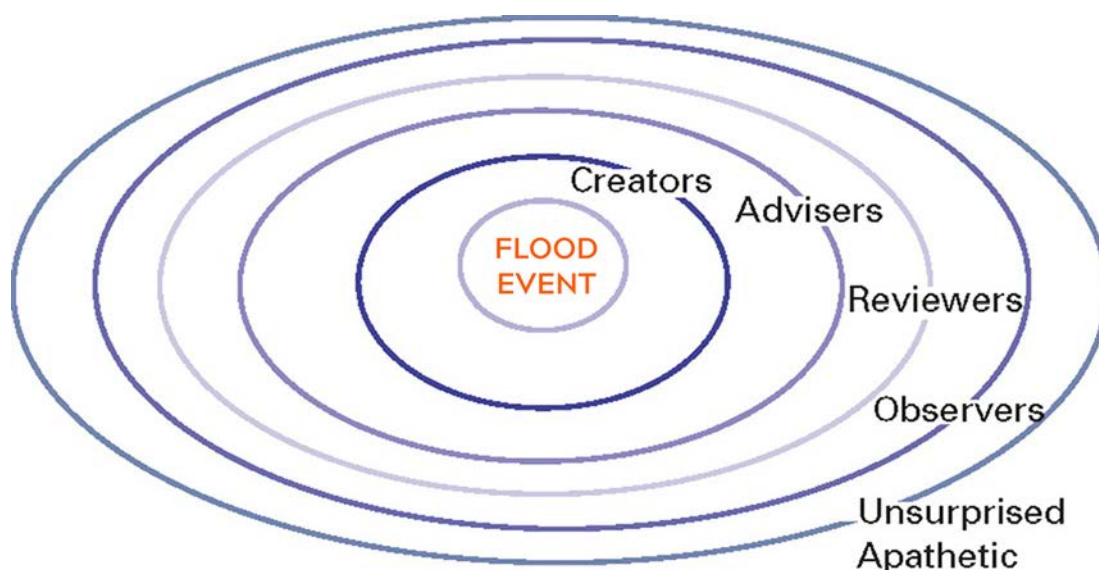 Creators
Advisers
FLOOD
EVENT
Reviewers
Observers
Unsurprised
Apathetic